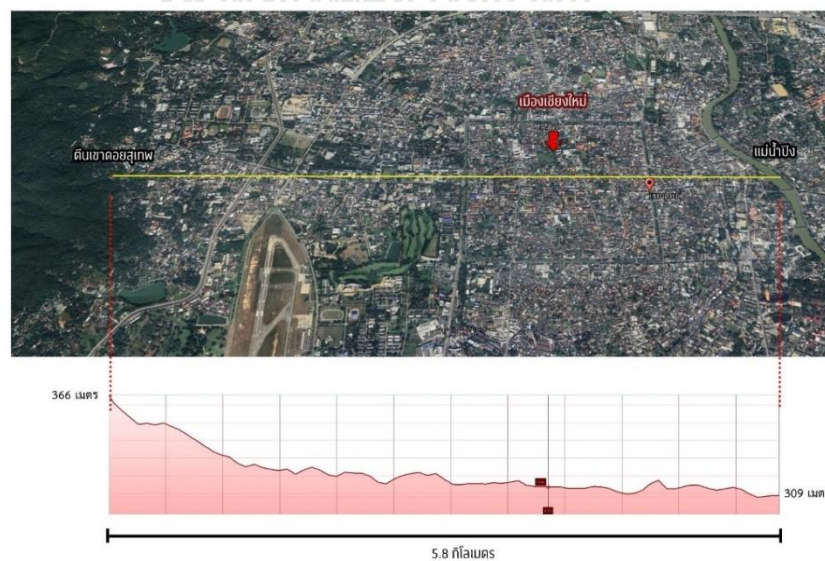 เมืองเชียงใหม่
ตีนเขาดอยสุเทพ
แม่น้ำปิง
366 เมตร
309 เมต
5.8 กิโลเมตร